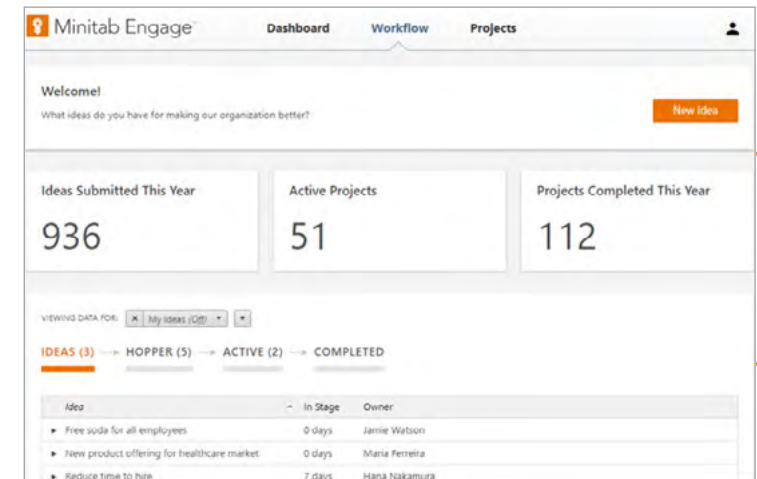 Minitab Engage™ Dashboard Workflow Projects
Welcome!
What ideas do you have for making our organization better?
New Idea
Ideas Submitted This Year
936
Active Projects
51
Projects Completed This Year
112
VIEWING DATA FOR: × My Ideas (Off)
IDEAS (3) HOPPER (5) ACTIVE (2) COMPLETED
Idea In Stage Owner
Free soda for all employees 0 days Jamie Watson
New product offering for healthcare market 0 days Maria Ferreira
Reduce time to hire 7 days Hana Nakamura